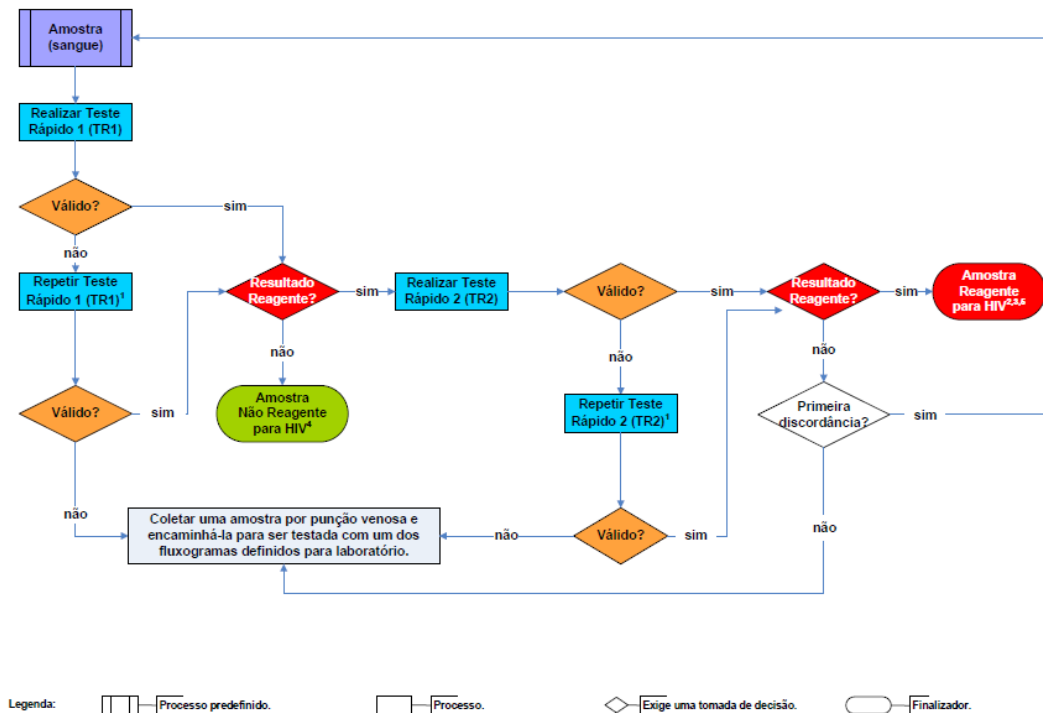 Amostra
(sangue)
Realizar Teste
Rápido 1 (TR1)
Válido?
sim
não
Repetir Teste
Rápido 1 (TR1)¹
Resultado
Reagente?
sim
Realizar Teste
Rápido 2 (TR2)
Válido?
sim
Resultado
Reagente?
sim
Amostra
Reagente
para HIV²,³,⁵
não
não
não
Válido?
sim
Amostra
Não Reagente
para HIV⁴
Repetir Teste
Rápido 2 (TR2)¹
Primeira
discordância?
sim
não
Coletar uma amostra por punção venosa e
encaminhá-la para ser testada com um dos
fluxogramas definidos para laboratório.
não
Válido?
sim
não
Legenda:
Processo predefinido.
Processo.
Exige uma tomada de decisão.
Finalizador.